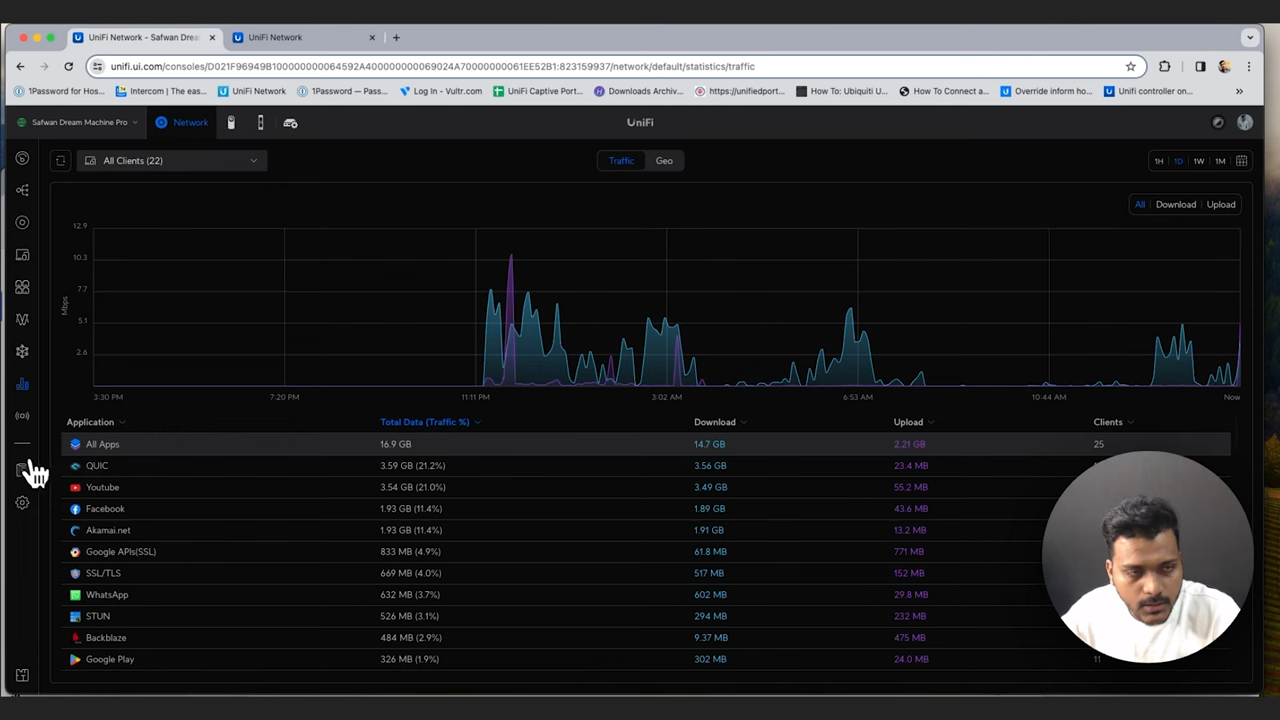 UniFi Network - Safwan Drea
UniFi Network
unifi.ui.com/consoles/D021F96949B100000000064592A400000000069024A70000000061EE52B1:823159937/network/default/statistics/traffic
1Password for Hos...
Intercom | The eas...
UniFi Network
1Password — Pass...
Log In - Vultr.com
UniFi Captive Port...
Downloads Archiv...
https://unifiedport...
How To: Ubiquiti U...
How To Connect a...
Override inform ho...
Unifi controller on...
Safwan Dream Machine Pro
Network
UniFi
All Clients (22)
Traffic
Geo
1H 1D 1W 1M
All Download Upload
12.9
10.3
7.7
5.1
2.6
Mbps
3:30 PM 7:20 PM 11:11 PM 3:02 AM 6:53 AM 10:44 AM Now
Application Total Data (Traffic %) Download Upload Clients
All Apps 16.9 GB 14.7 GB 2.21 GB 25
QUIC 3.59 GB (21.2%) 3.56 GB 23.4 MB
Youtube 3.54 GB (21.0%) 3.49 GB 55.2 MB
Facebook 1.93 GB (11.4%) 1.89 GB 43.6 MB
Akamai.net 1.93 GB (11.4%) 1.91 GB 13.2 MB
Google APIs(SSL) 833 MB (4.9%) 61.8 MB 771 MB
SSL/TLS 669 MB (4.0%) 517 MB 152 MB
WhatsApp 632 MB (3.7%) 602 MB 29.8 MB
STUN 526 MB (3.1%) 294 MB 232 MB
Backblaze 484 MB (2.9%) 9.37 MB 475 MB
Google Play 326 MB (1.9%) 302 MB 24.0 MB 11